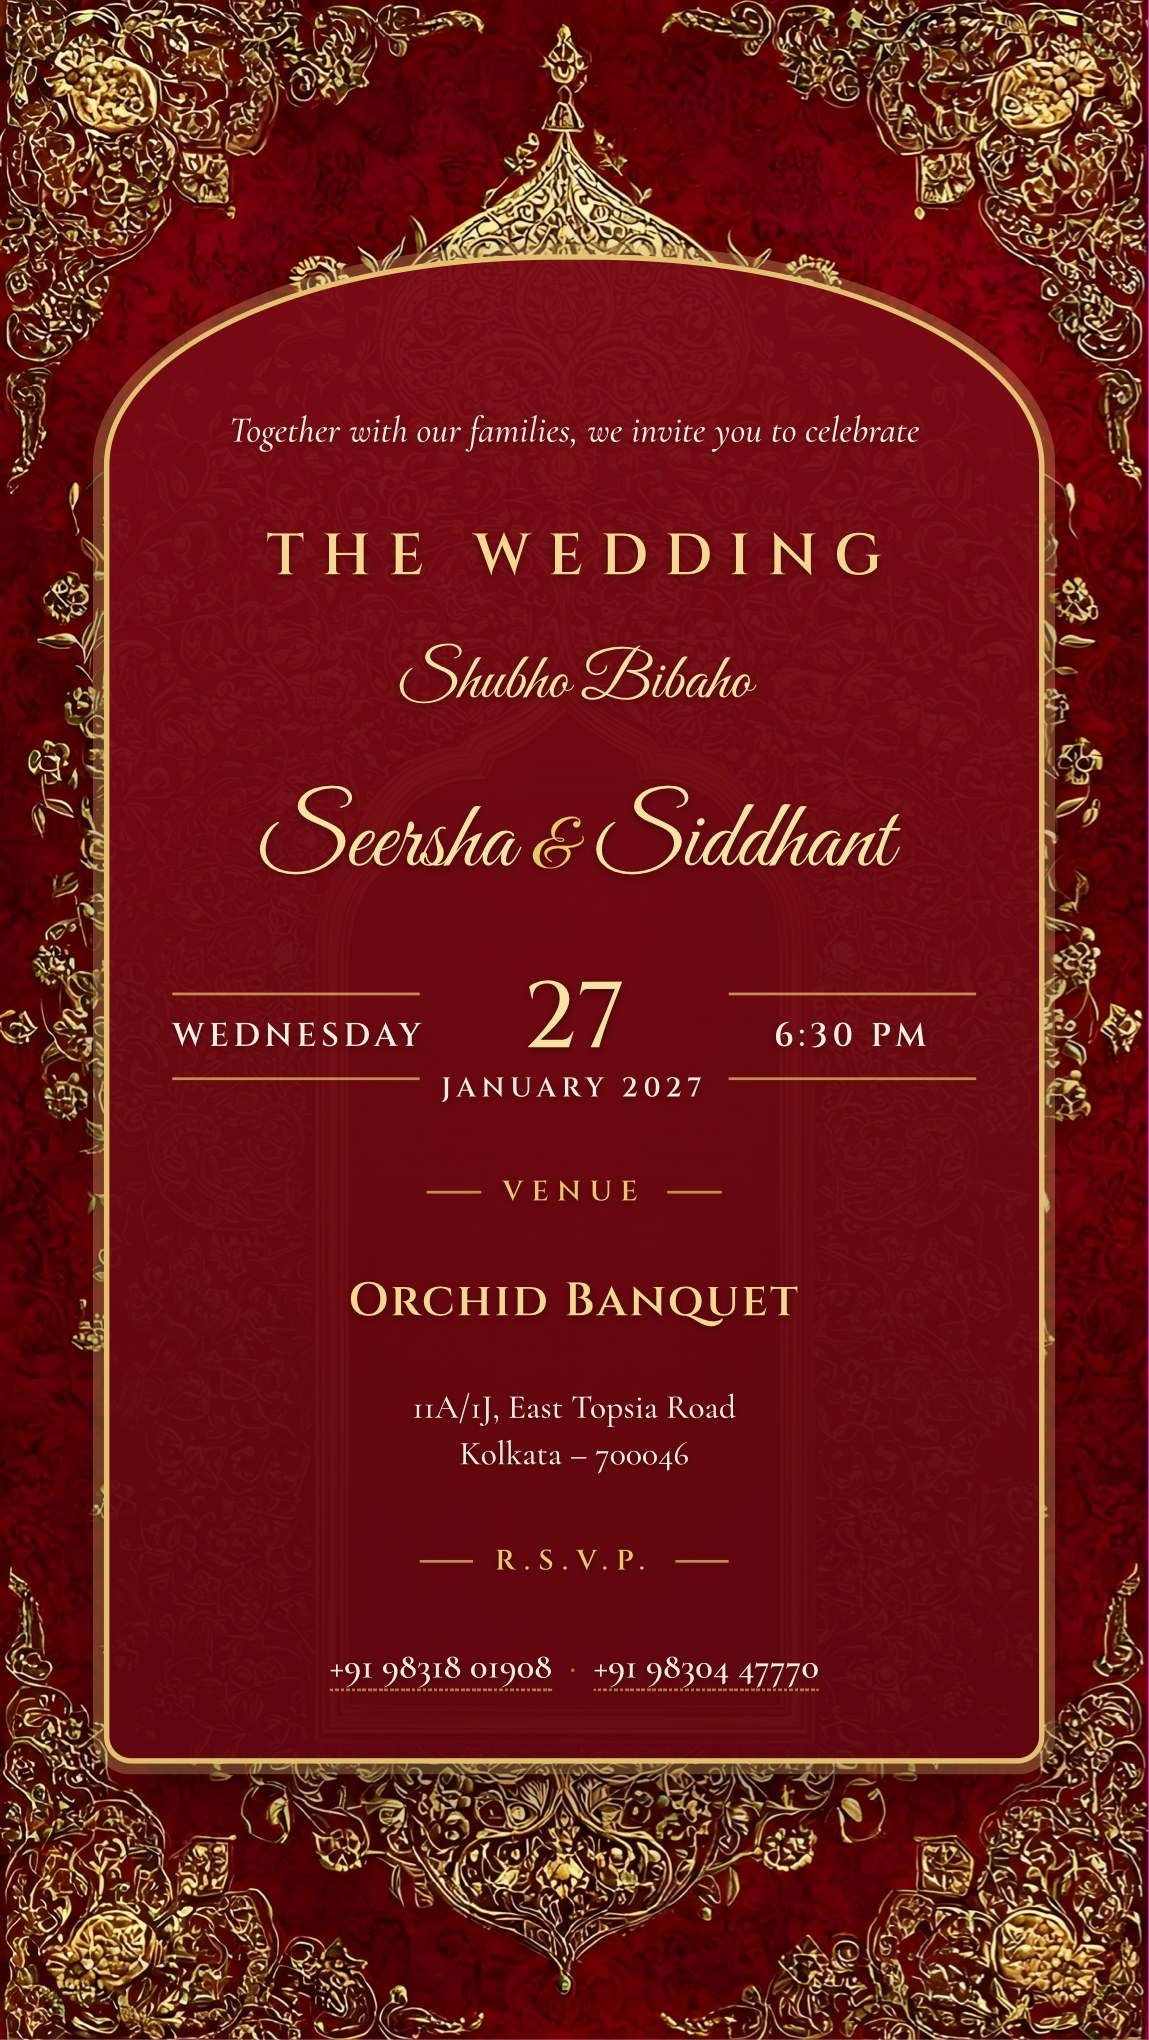 Together with our families, we invite you to celebrate
THE WEDDING
Shubho Bibaho
Seersha & Siddhant
WEDNESDAY
27
JANUARY 2027
6:30 PM
VENUE
Orchid Banquet
11A/1J, East Topsia Road
Kolkata – 700046
R.S.V.P.
+91 98318 01908 · +91 98304 47770